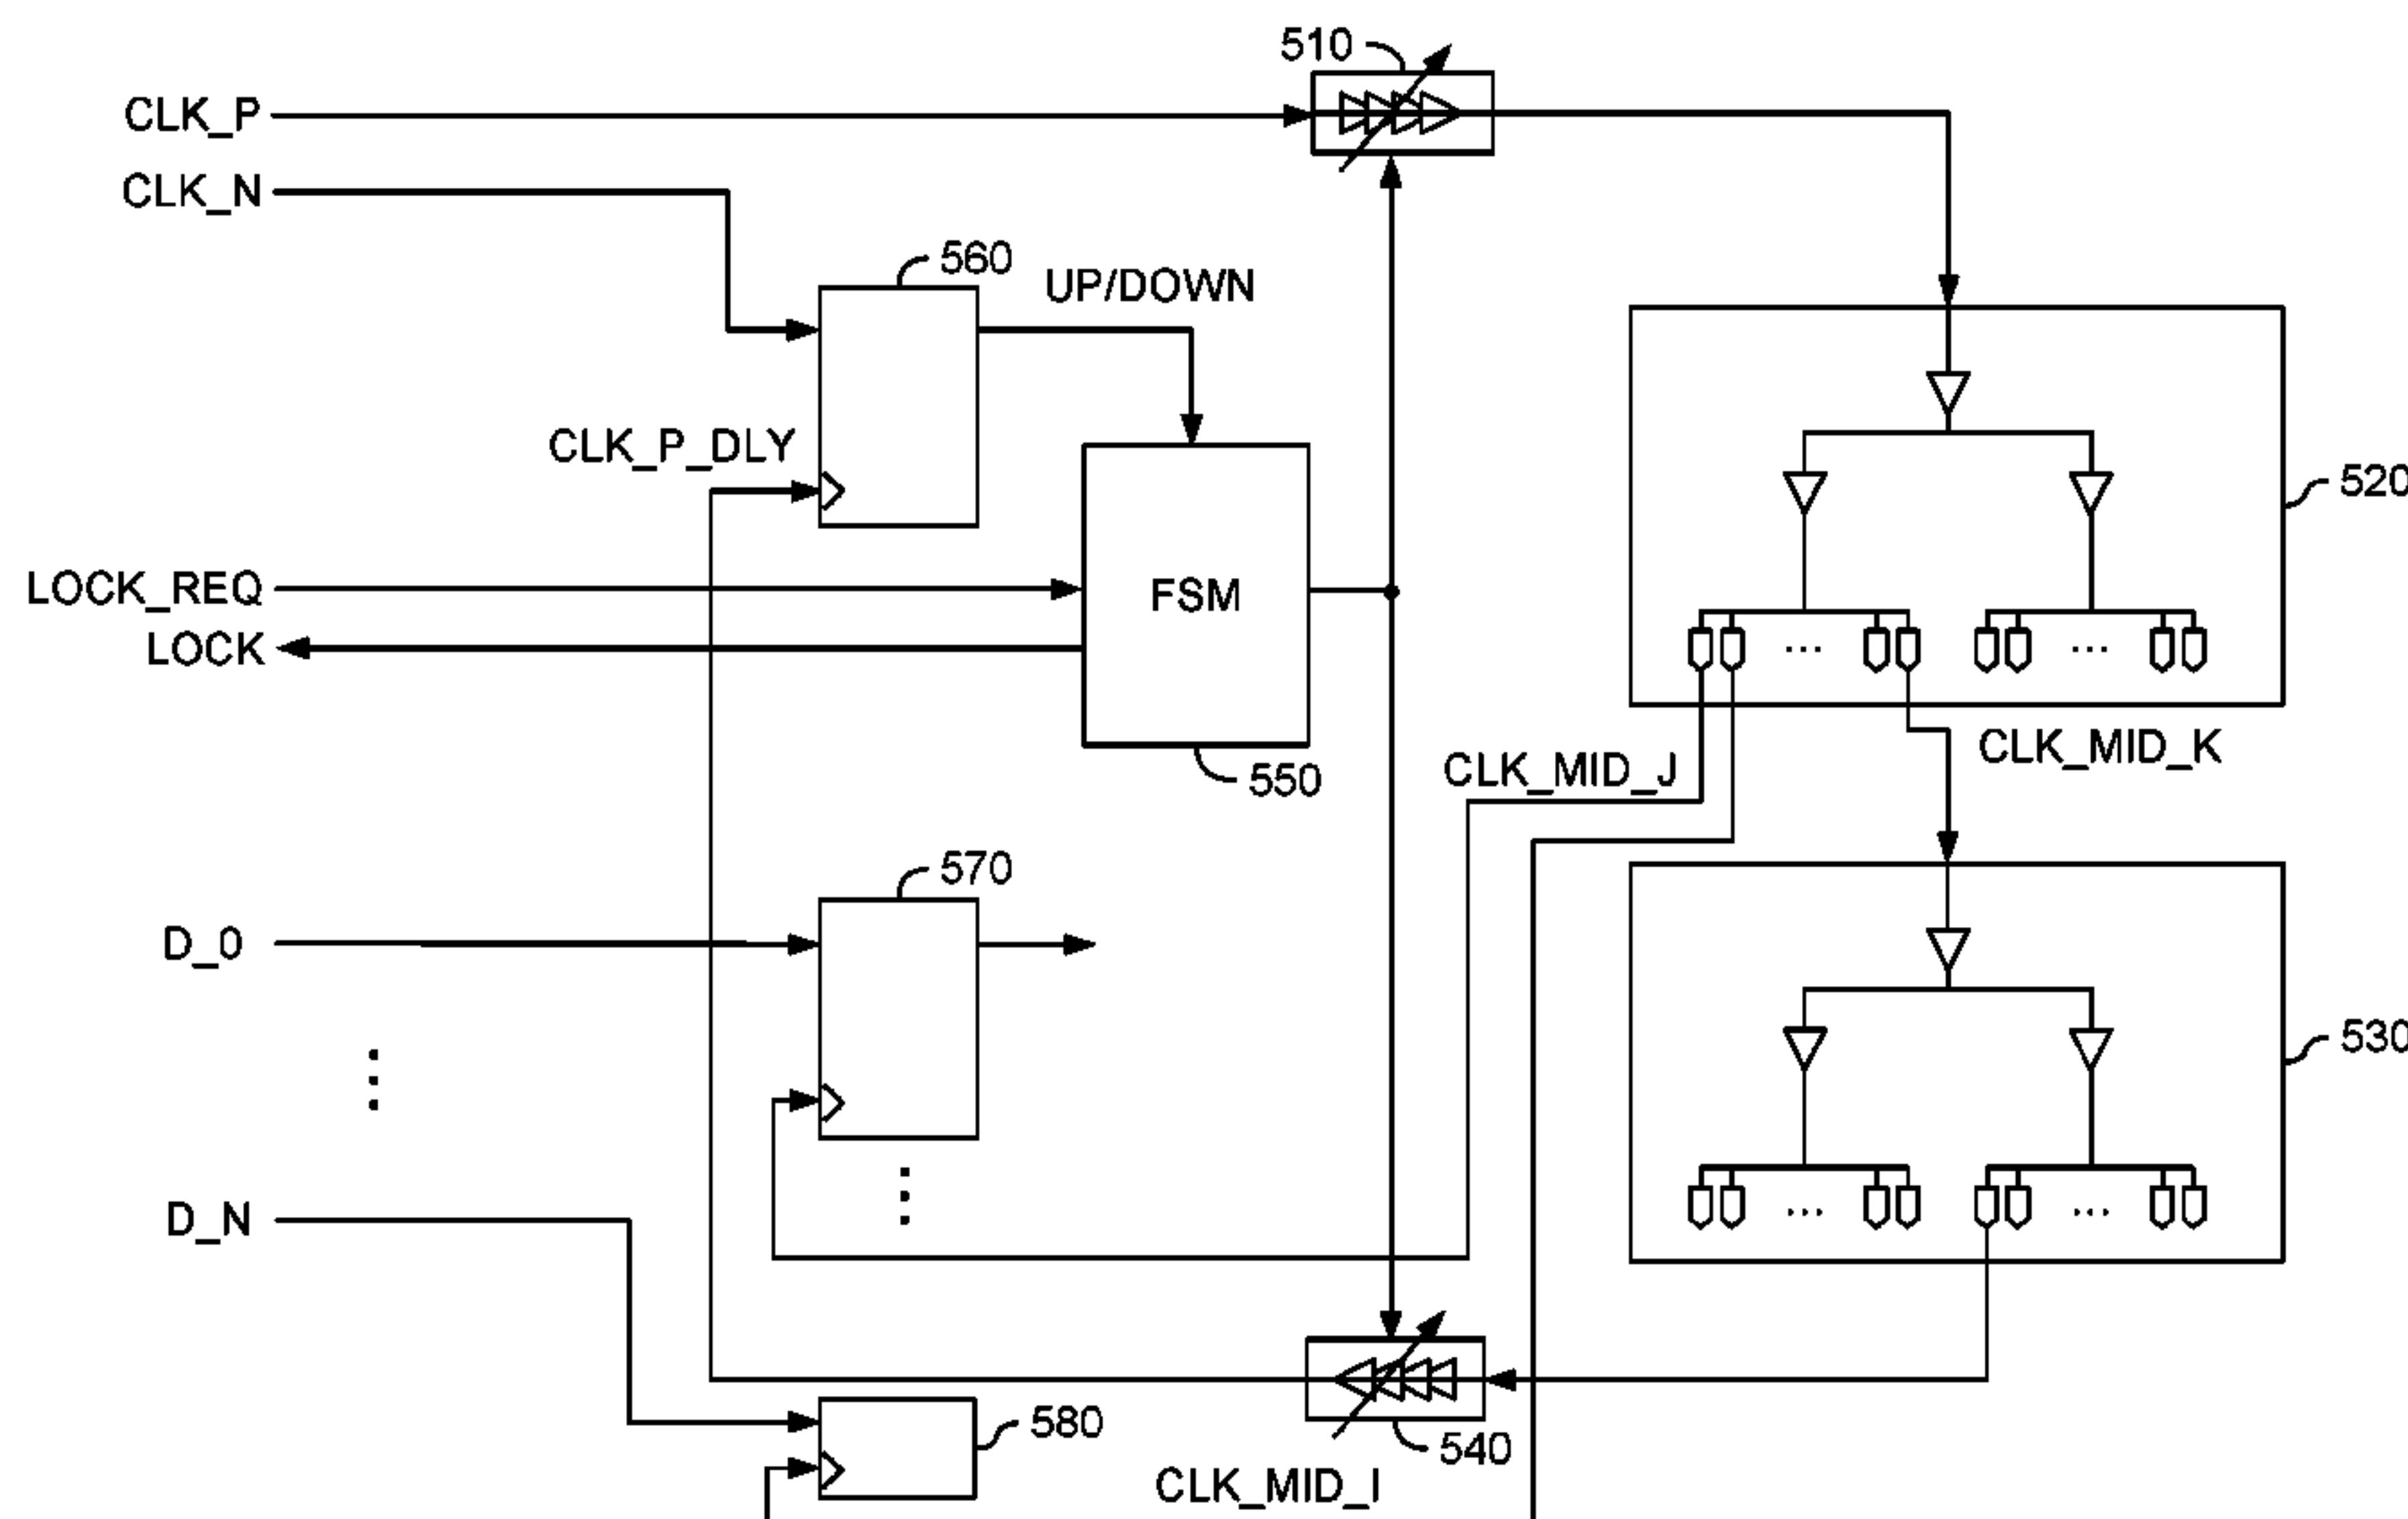 510
CLK_P
CLK_N
560
UP/DOWN
CLK_P_DLY
520
LOCK_REQ
FSM
LOCK
CLK_MID_K
CLK_MID_J
550
570
D_0
530
D_N
580
540
CLK_MID_I